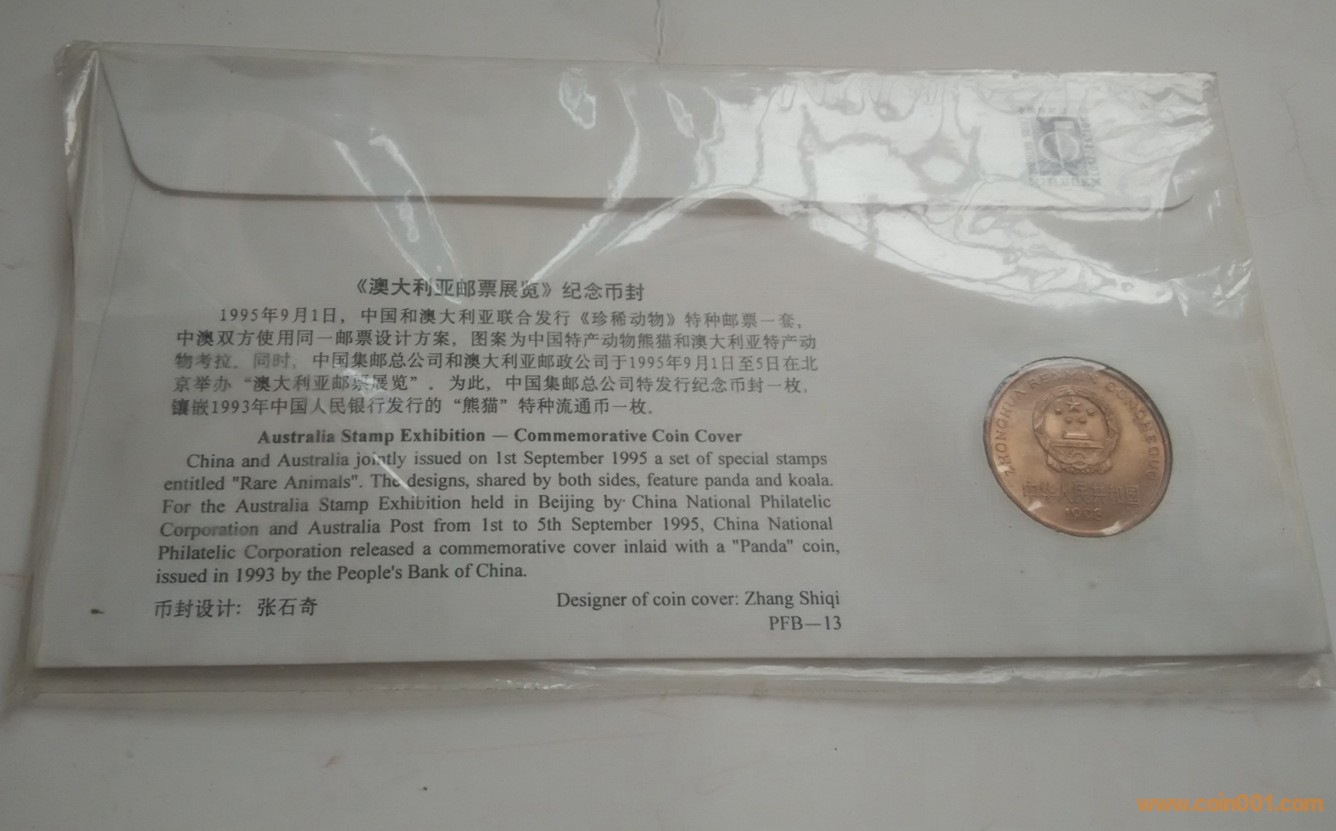 《澳大利亚邮票展览》纪念币封
1995年9月1日，中国和澳大利亚联合发行《珍稀动物》特种邮票一套，
中澳双方使用同一邮票设计方案，图案为中国特产动物熊猫和澳大利亚特产动
物考拉。同时，中国集邮总公司和澳大利亚邮政公司于1995年9月1日至5日在北
京举办“澳大利亚邮票展览”。为此，中国集邮总公司特发行纪念币封一枚，
镶嵌1993年中国人民银行发行的“熊猫”特种流通币一枚。
Australia Stamp Exhibition — Commemorative Coin Cover
China and Australia jointly issued on 1st September 1995 a set of special stamps
entitled "Rare Animals". The designs, shared by both sides, feature panda and koala.
For the Australia Stamp Exhibition held in Beijing by China National Philatelic
Corporation and Australia Post from 1st to 5th September 1995, China National
Philatelic Corporation released a commemorative cover inlaid with a "Panda" coin,
issued in 1993 by the People's Bank of China.
币封设计：张石奇
Designer of coin cover: Zhang Shiqi
PFB—13
ZHONGHUA RENMIN GONGHEGUO
中华人民共和国
1993
www.coin001.com